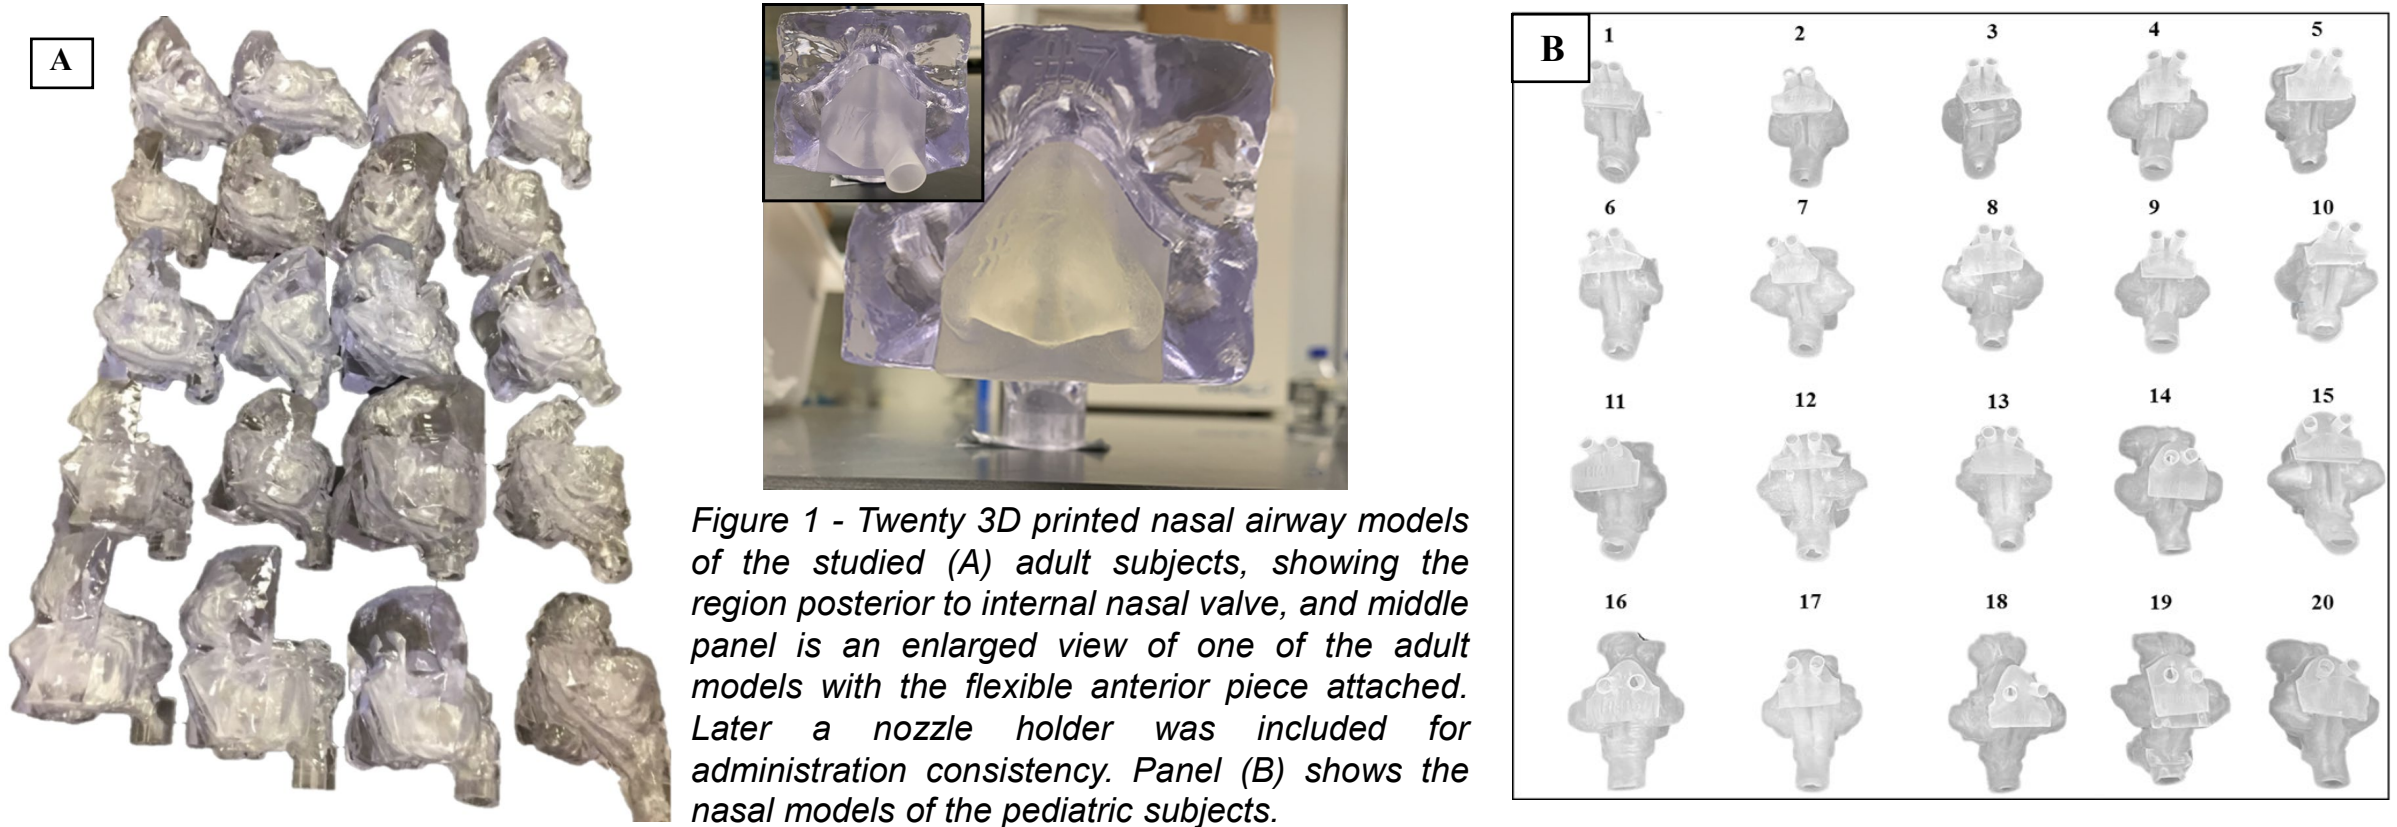 A
Figure 1 - Twenty 3D printed nasal airway models
of the studied (A) adult subjects, showing the
region posterior to internal nasal valve, and middle
panel is an enlarged view of one of the adult
models with the flexible anterior piece attached.
Later a nozzle holder was included for
administration consistency. Panel (B) shows the
nasal models of the pediatric subjects.
B
1 2 3 4 5
6 7 8 9 10
11 12 13 14 15
16 17 18 19 20